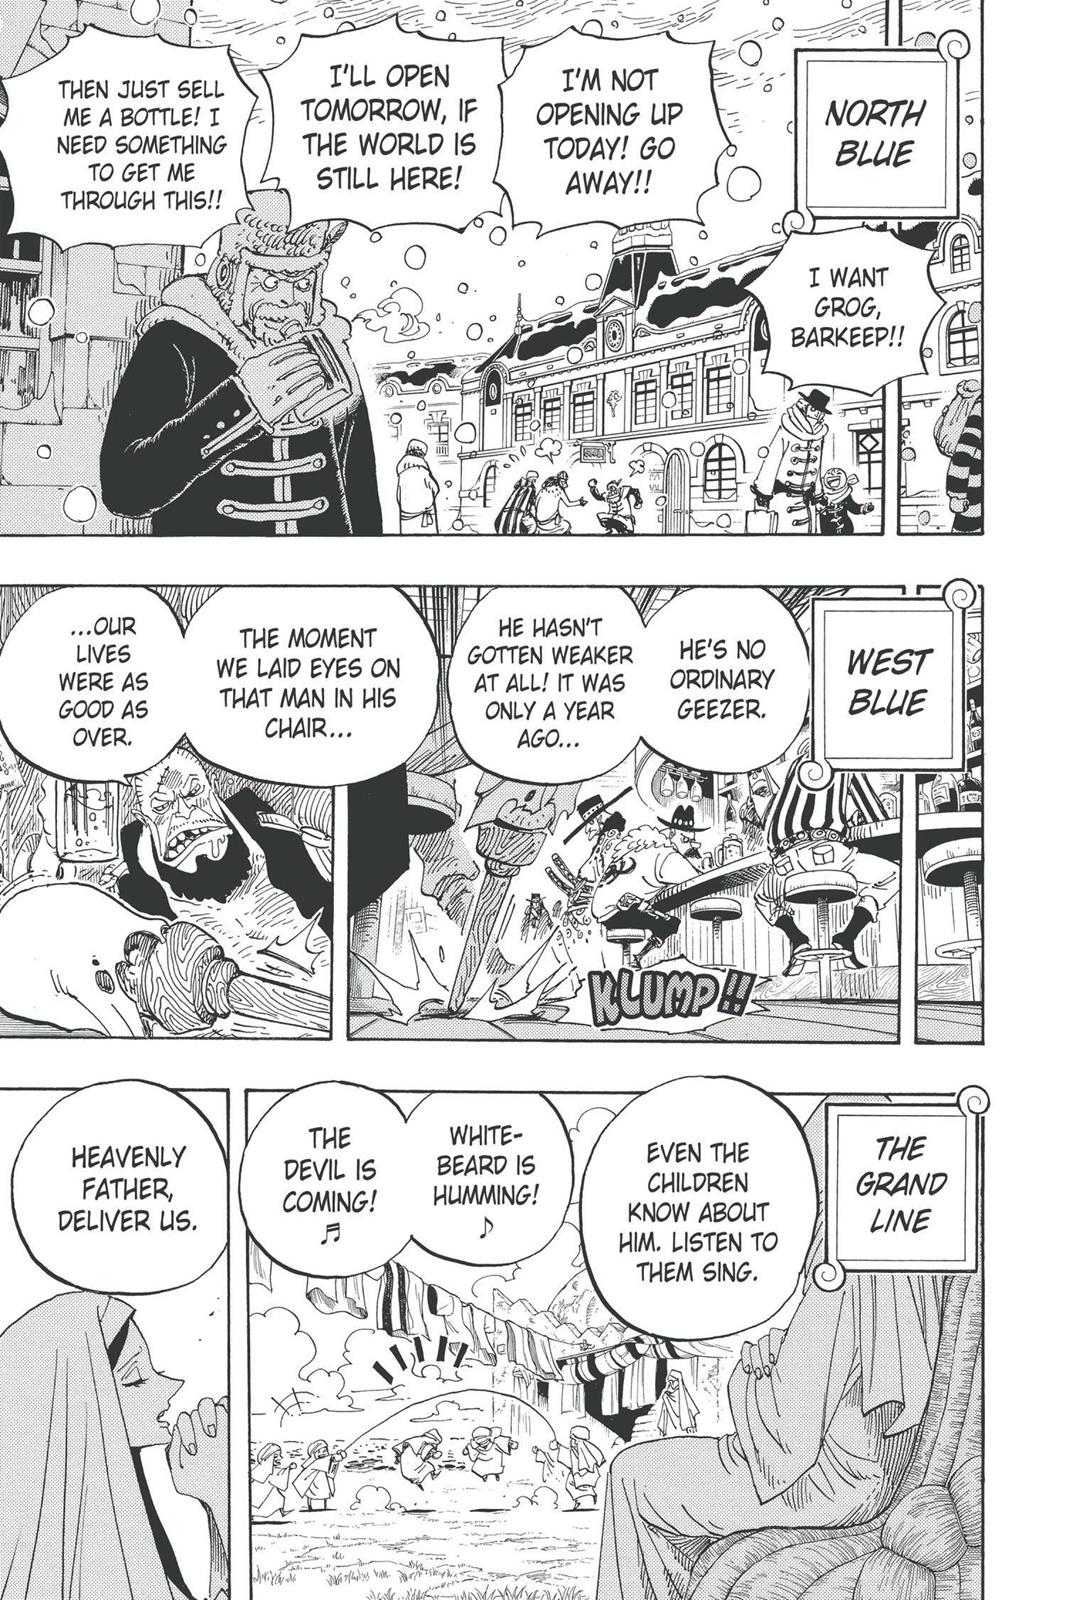 NORTH
BLUE
I WANT
GROG,
BARKEEP!!
I'M NOT
OPENING UP
TODAY! GO
AWAY!!
I'LL OPEN
TOMORROW, IF
THE WORLD IS
STILL HERE!
THEN JUST SELL
ME A BOTTLE! I
NEED SOMETHING
TO GET ME
THROUGH THIS!!
WEST
BLUE
HE'S NO
ORDINARY
GEEZER.
HE HASN'T
GOTTEN WEAKER
AT ALL! IT WAS
ONLY A YEAR
AGO...
KLUMP!!
THE MOMENT
WE LAID EYES ON
THAT MAN IN HIS
CHAIR...
...OUR
LIVES
WERE AS
GOOD AS
OVER.
THE
GRAND
LINE
EVEN THE
CHILDREN
KNOW ABOUT
HIM. LISTEN TO
THEM SING.
WHITE-
BEARD IS
HUMMING!
♪
THE
DEVIL IS
COMING!
♬
HEAVENLY
FATHER,
DELIVER US.